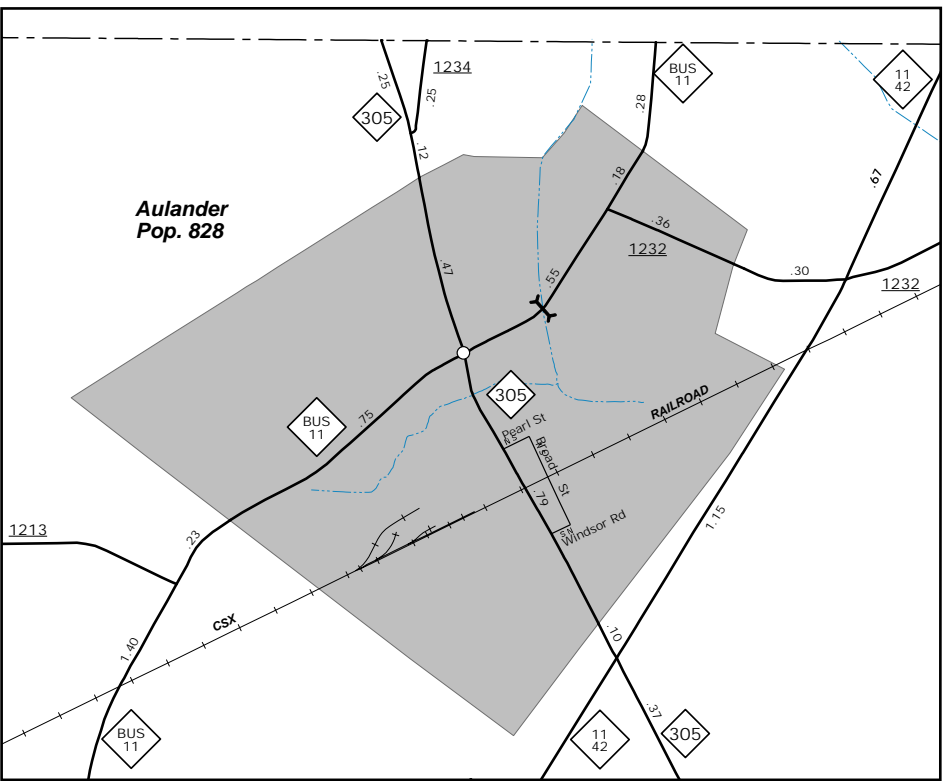 .25
1234
.25
305
.12
BUS
11
.28
11
42
.67
.18
Aulander
Pop. 828
.36
1232
.47
.55
.30
1232
305
BUS
11
.75
RAILROAD
Pearl St
N S
Broad St
N S
.79
S N
Windsor Rd
1.15
1213
.23
CSX
1.40
.10
.37
BUS
11
11
42
305